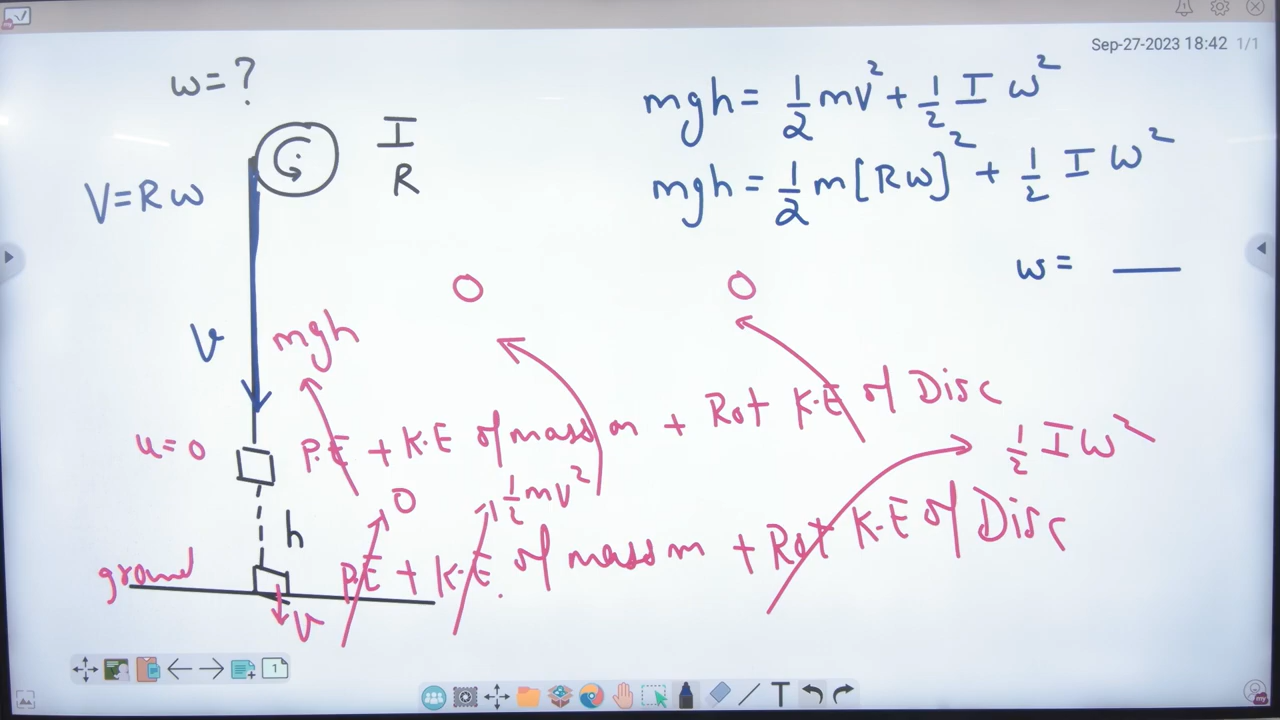 Sep-27-2023 18:42 1/1
ω=?
I
R
V=Rω
mgh = 1/2 mv² + 1/2 I ω²
mgh = 1/2 m[Rω]² + 1/2 I ω²
ω = __
0
0
V
mgh
u=0
P.E + K.E of mass m + Rot K.E of Disc
0
1/2 mv²
1/2 I ω²
h
ground
P.E + K.E of mass m + Rot K.E of Disc
V
1
T